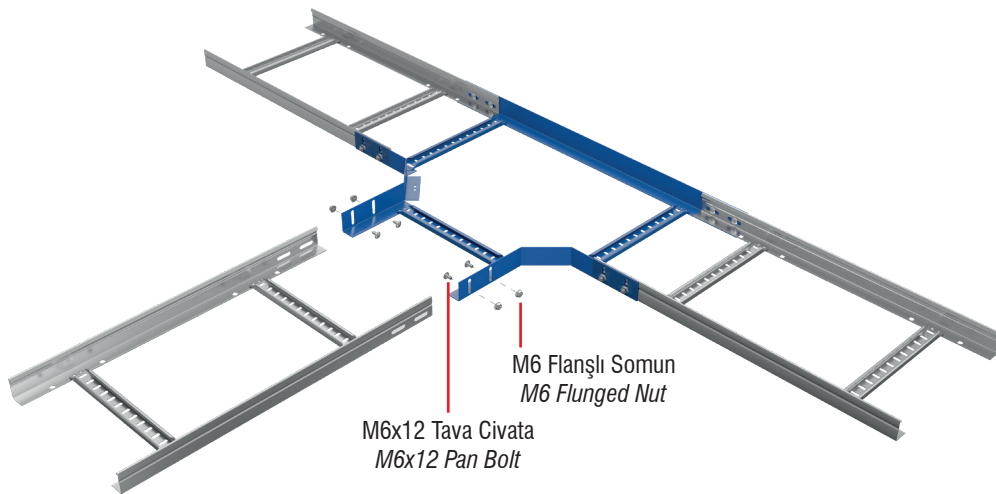 M6 Flanşlı Somun
M6 Flunged Nut
M6x12 Tava Civata
M6x12 Pan Bolt